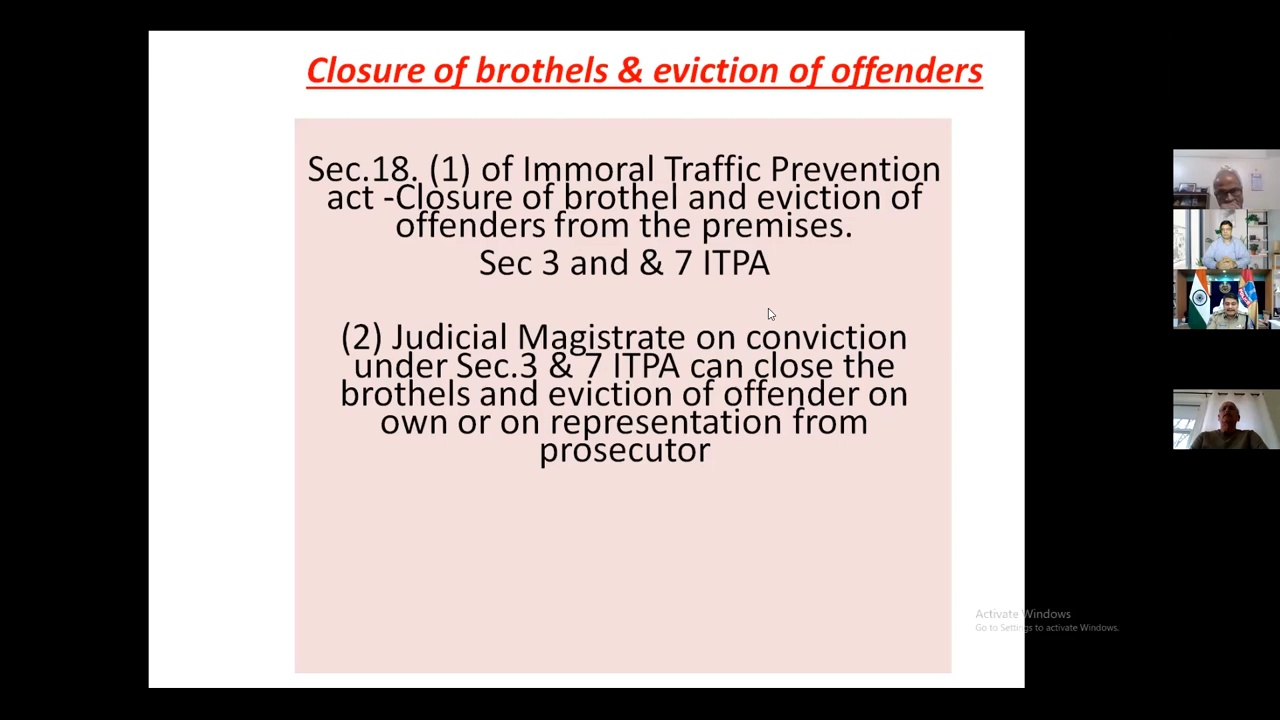 Closure of brothels & eviction of offenders
Sec.18. (1) of Immoral Traffic Prevention
act -Closure of brothel and eviction of
offenders from the premises.
Sec 3 and & 7 ITPA
(2) Judicial Magistrate on conviction
under Sec.3 & 7 ITPA can close the
brothels and eviction of offender on
own or on representation from
prosecutor
Activate Windows
Go to Settings to activate Windows.